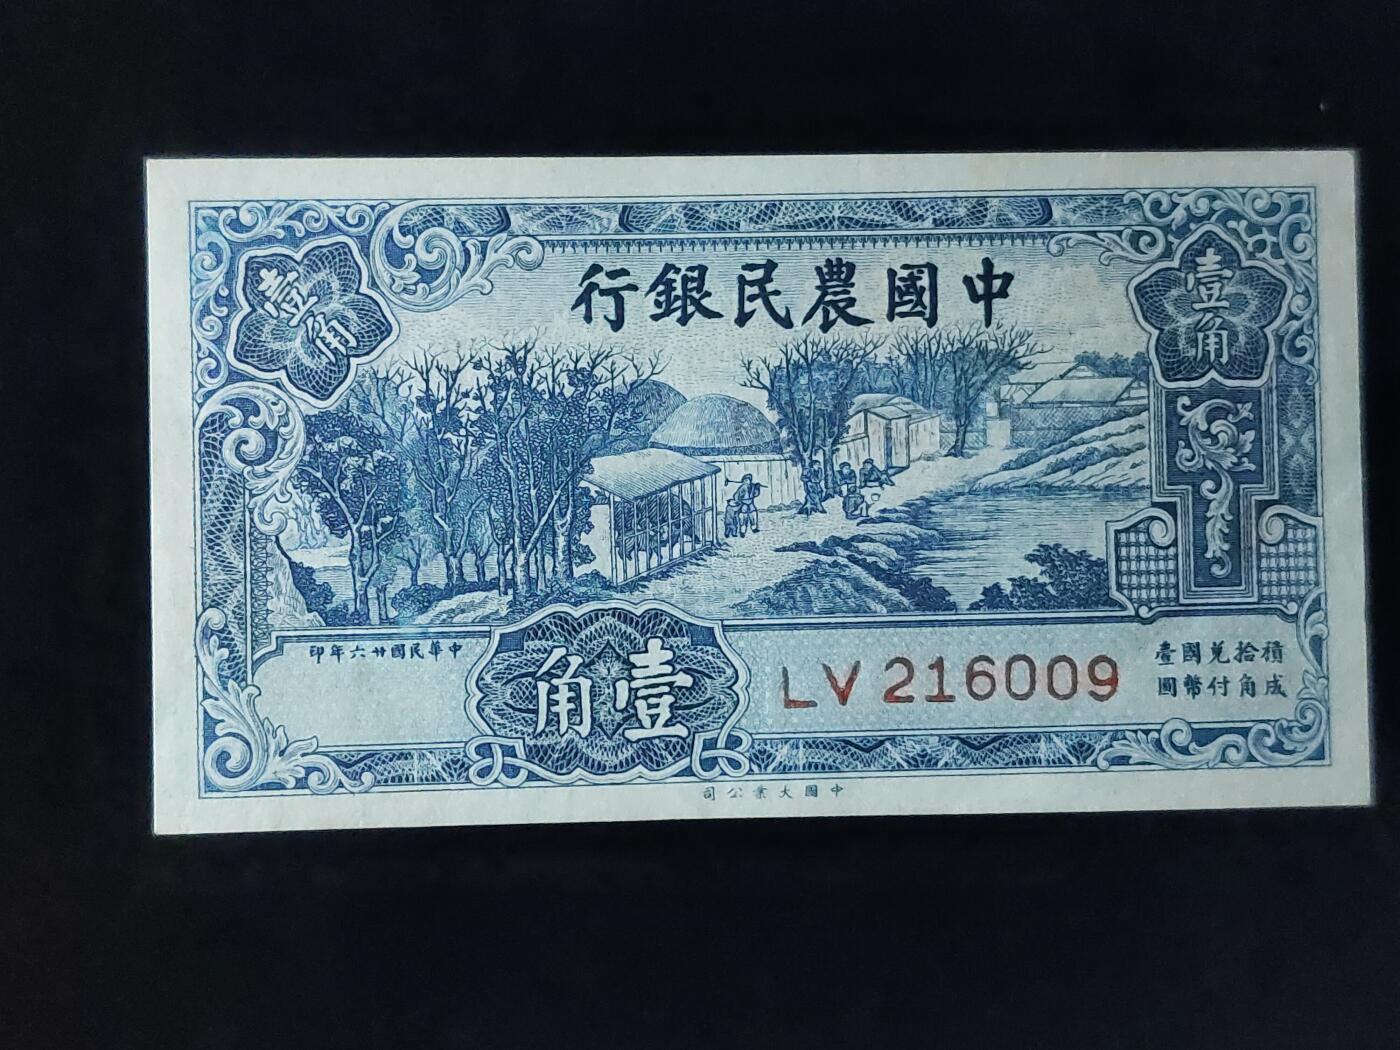 中國農民銀行
壹角
壹角
中華民國廿六年印
壹角
LV 216009
積拾兌國壹
成角付幣圓
中國大業公司